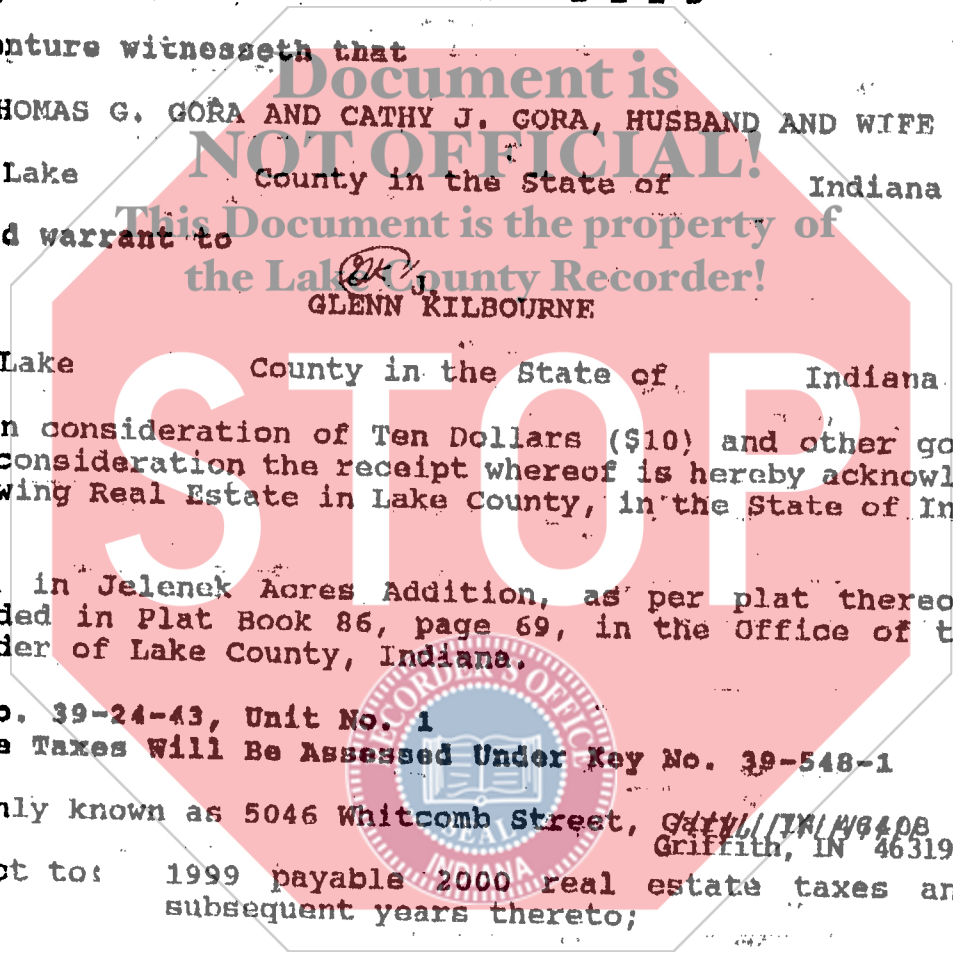 enture witnesseth that
Document is
HOMAS G. GORA AND CATHY J. GORA, HUSBAND AND WIFE
NOT OFFICIAL!
Lake County in the State of Indiana
This Document is the property of
d warrant to
the Lake County Recorder!
J.
GLENN KILBOURNE
Lake County in the State of Indiana
STOP
n consideration of Ten Dollars ($10) and other go
consideration the receipt whereof is hereby acknowl
wing Real Estate in Lake County, in the State of In
in Jelenek Acres Addition, as per plat thereo
ded in Plat Book 86, page 69, in the Office of t
der of Lake County, Indiana.
RECORDER'S OFFICE
o. 39-24-43, Unit No. 1
e Taxes Will Be Assessed Under Key No. 39-548-1
nly known as 5046 Whitcomb Street,
SEAL
Griffith, IN 46319
INDIANA
ct to: 1999 payable 2000 real estate taxes an
subsequent years thereto;